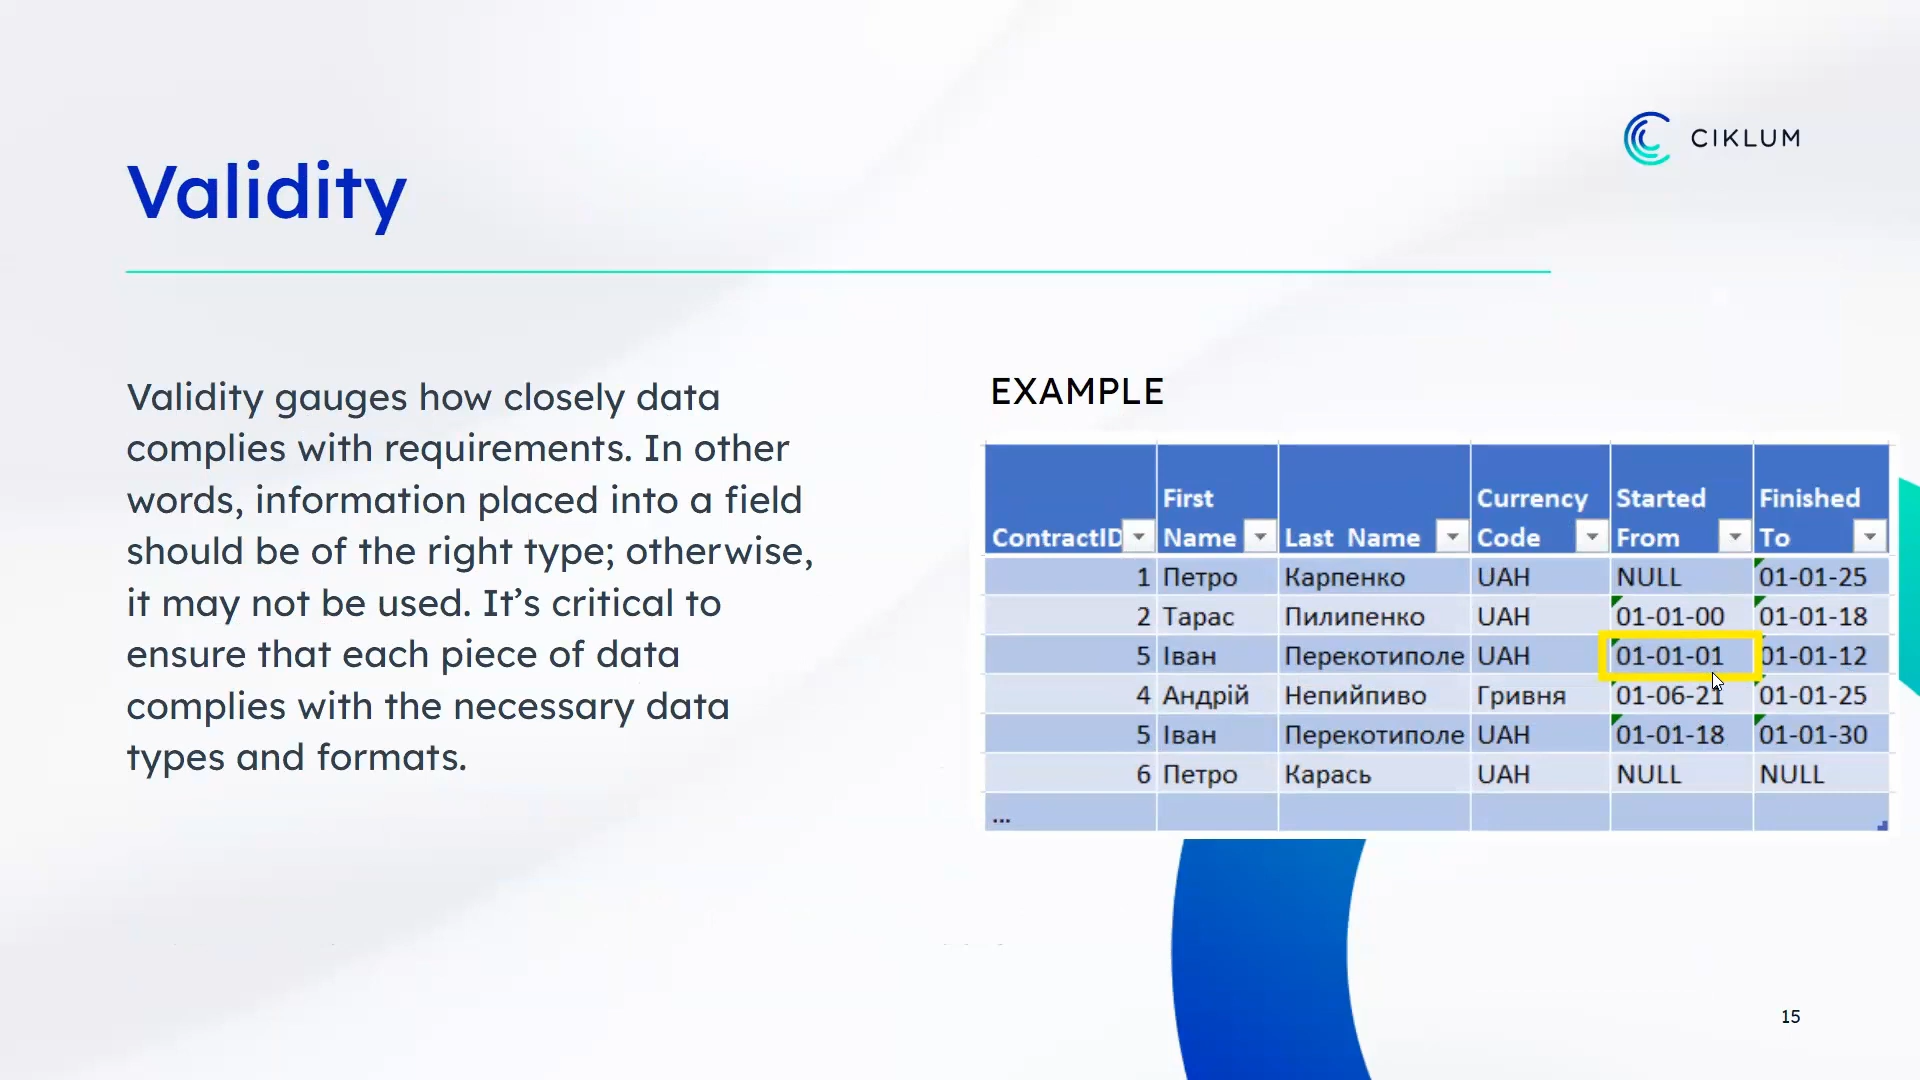 CIKLUM
Validity
Validity gauges how closely data
complies with requirements. In other
words, information placed into a field
should be of the right type; otherwise,
it may not be used. It’s critical to
ensure that each piece of data
complies with the necessary data
types and formats.
EXAMPLE
ContractID First Name Last Name Currency Code Started From Finished To
1 Петро Карпенко UAH NULL 01-01-25
2 Тарас Пилипенко UAH 01-01-00 01-01-18
5 Іван Перекотиполе UAH 01-01-01 01-01-12
4 Андрій Непийпиво Гривня 01-06-21 01-01-25
5 Іван Перекотиполе UAH 01-01-18 01-01-30
6 Петро Карась UAH NULL NULL
...
15